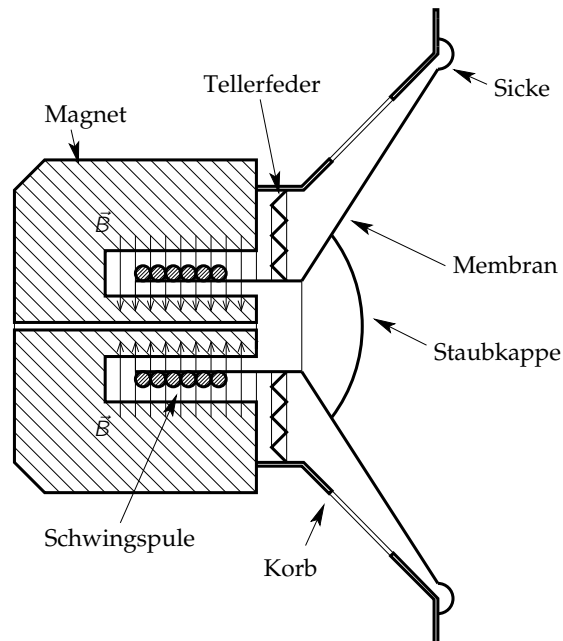 Tellerfeder
Sicke
Magnet
B
Membran
Staubkappe
B
Schwingspule
Korb